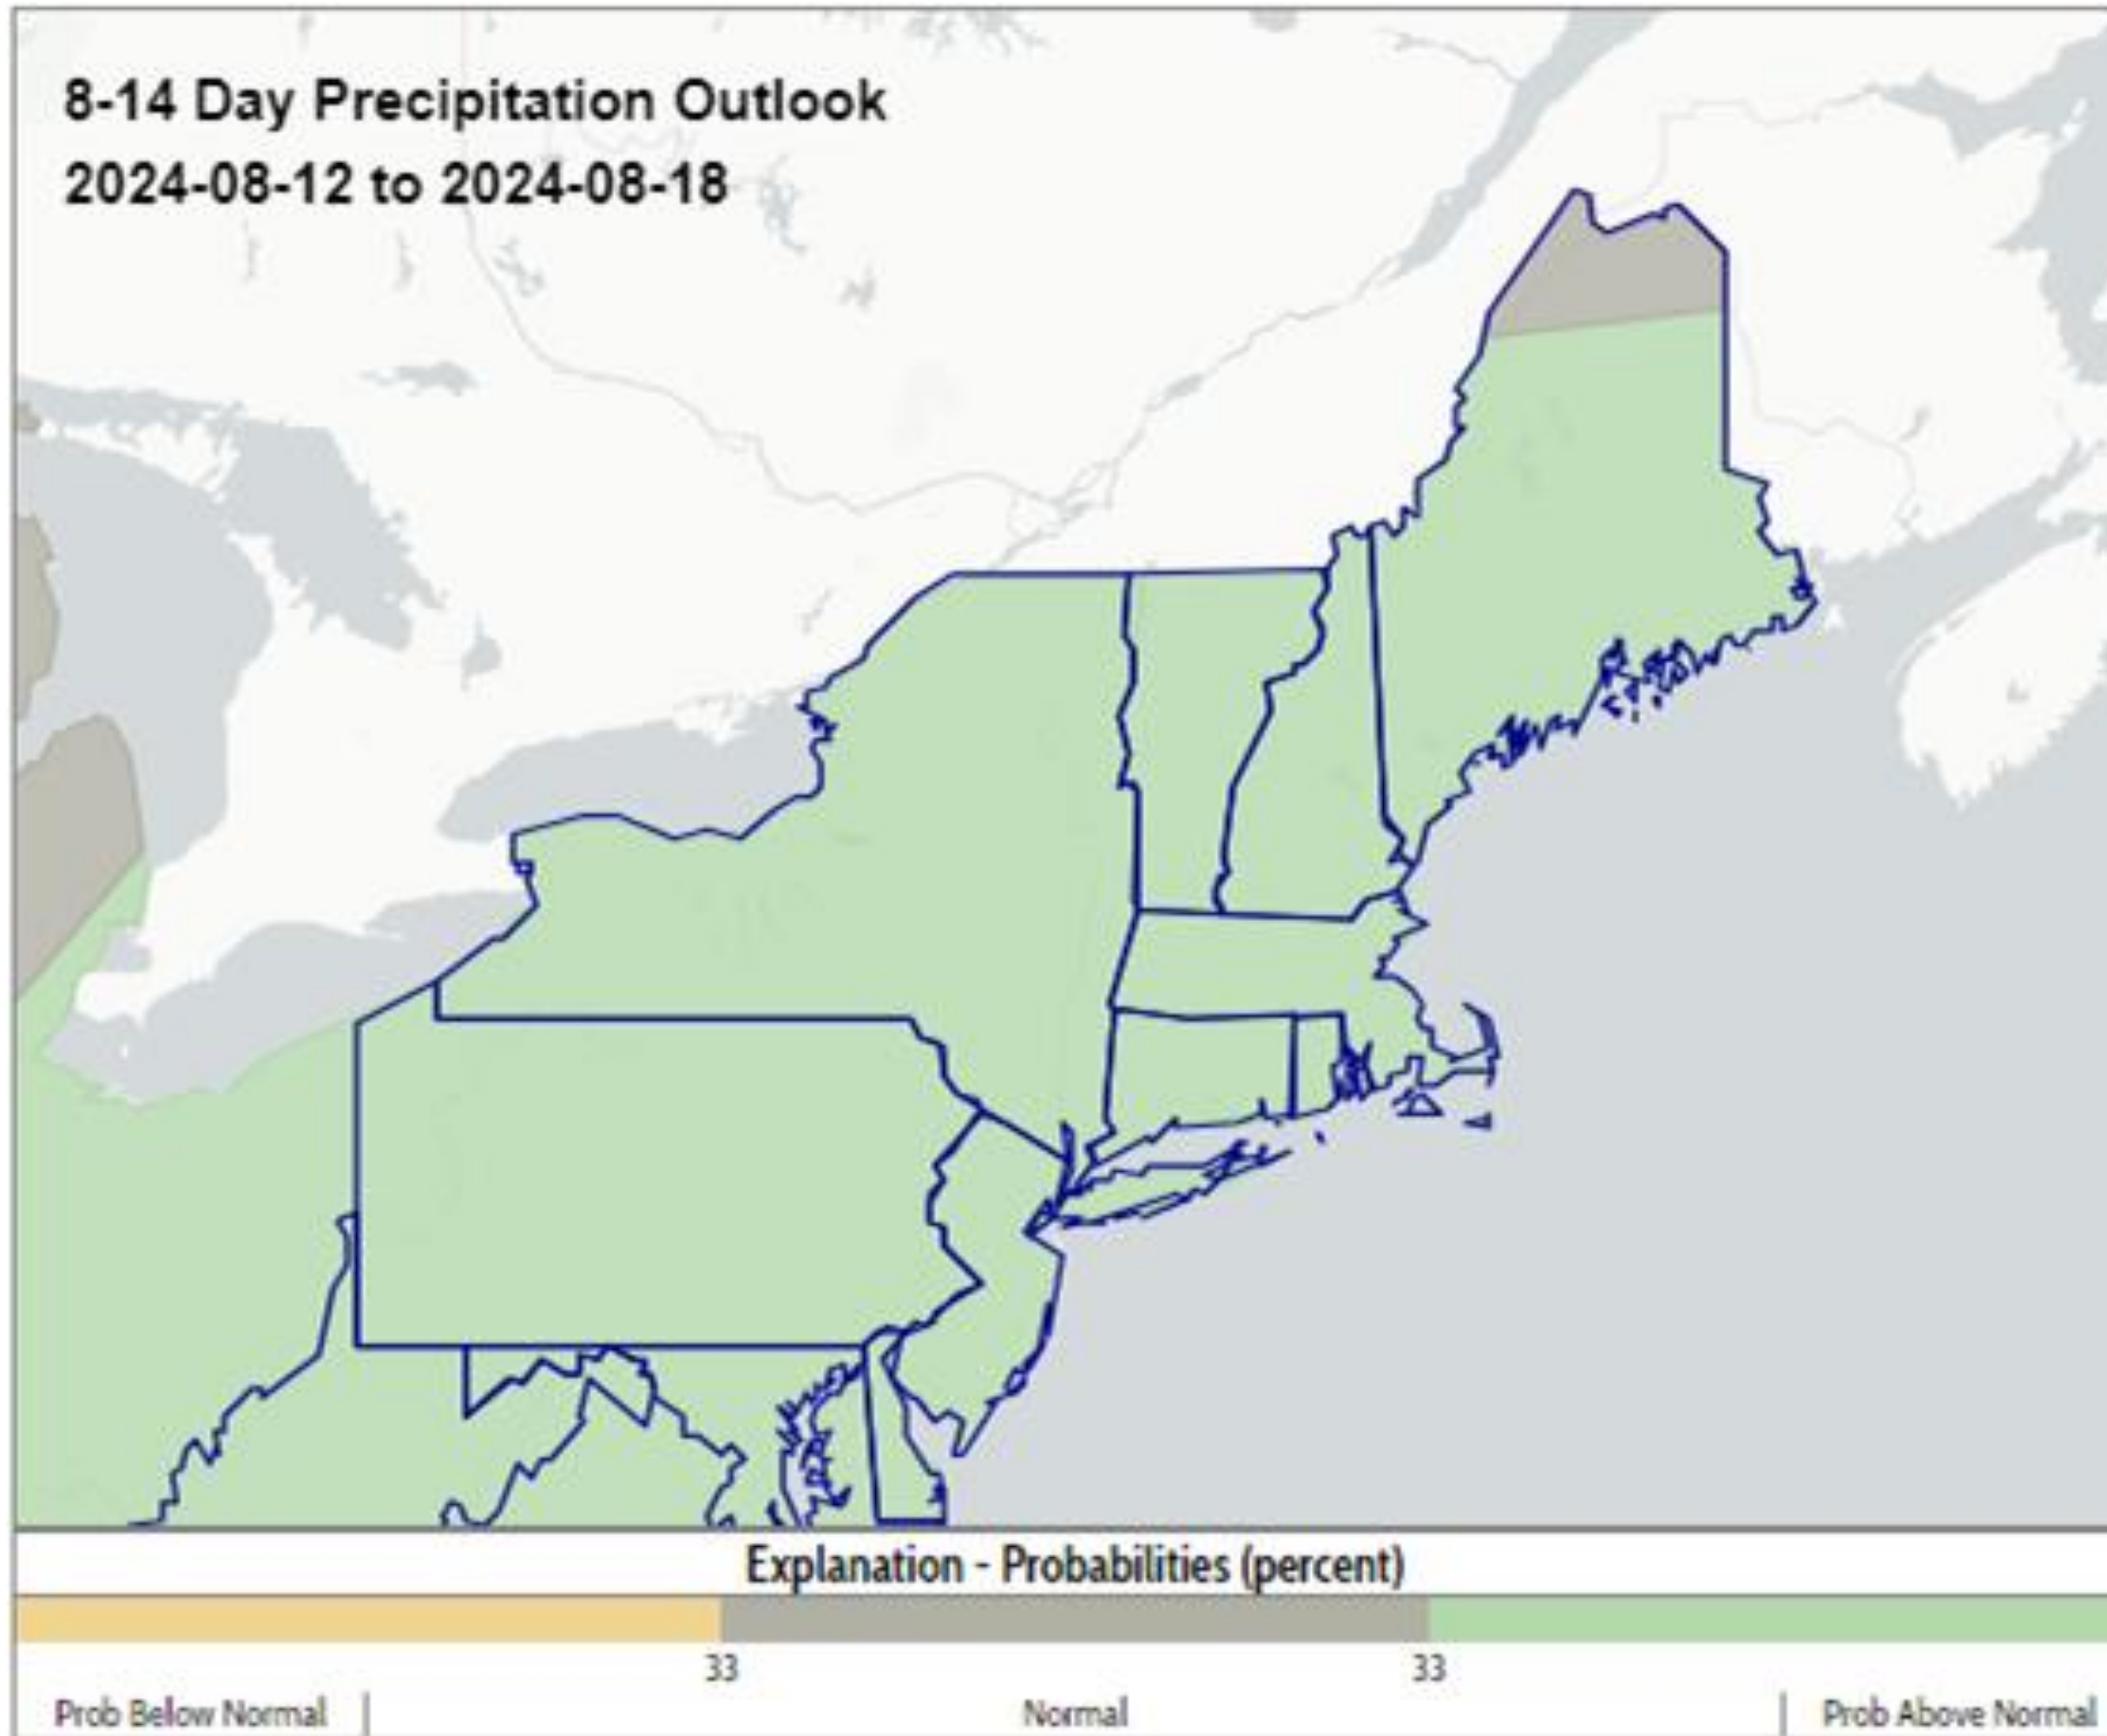 8-14 Day Precipitation Outlook
2024-08-12 to 2024-08-18
Explanation - Probabilities (percent)
33 33
Prob Below Normal Normal Prob Above Normal